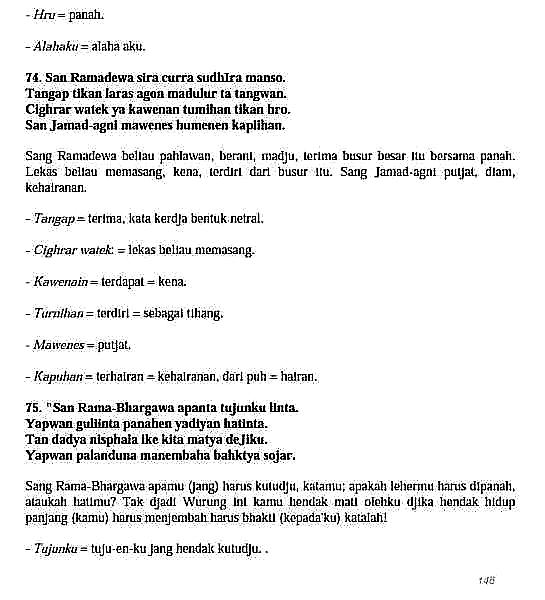 - Hru = panah.
- Alahaku = alaha aku.
74. San Ramadewa sira curra sudhIra manso.
Tangap tikan laras agon madulur ta tangwan.
Cighrar watek ya kawenan tumihan tikan hro.
San Jamad-agni mawenes humenen kaplihan.
Sang Ramadewa beliau pahlawan, berani, madju, terima busur besar itu bersama panah.
Lekas beliau memasang, kena, terdiri dari busur itu. Sang Jamad-agni putjat, diam,
kehairanan.
- Tangap = terima, kata kerdja bentuk netral.
- Cighrar watek: = lekas beliau memasang.
- Kawenain = terdapat = kena.
- Turnihan = terdiri = sebagai tihang.
- Mawenes = putjat.
- Kapuhan = terhairan = kehairanan, dari puh = hairan.
75. "San Rama-Bhargawa apanta tujunku linta.
Yapwan guliinta panahen yadiyan hatinta.
Tan dadya nisphala ike kita matya deJiku.
Yapwan palanduna manembaha bahktya sojar.
Sang Rama-Bhargawa apamu (jang) harus kutudju, katamu; apakah lehermu harus dipanah,
ataukah hatimu? Tak djadi Wurung ini kamu hendak mati olehku djika hendak hidup
panjang (kamu) harus menjembah harus bhakti (kepada'ku) katalah!
- Tujunku = tuju-en-ku jang hendak kutudju. .
146